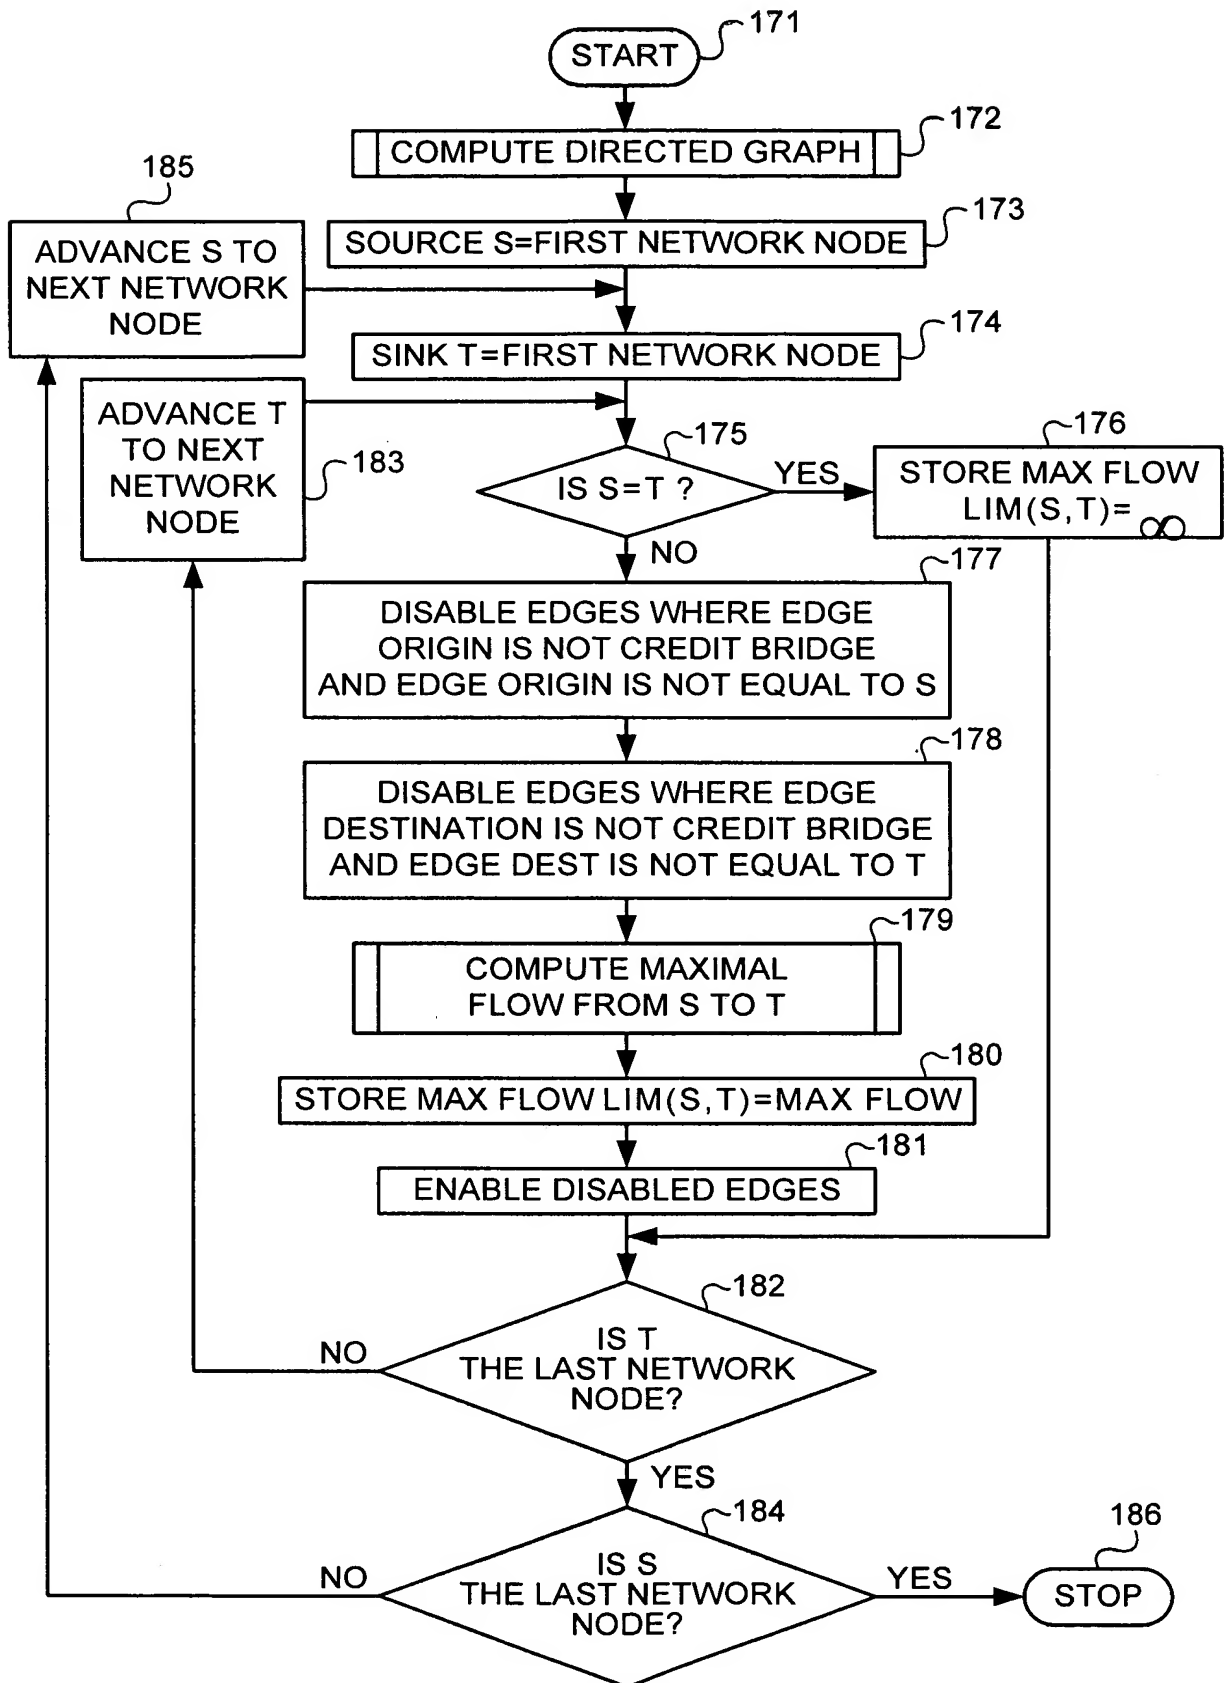 171
START
172
COMPUTE DIRECTED GRAPH
185
173
ADVANCE S TO
NEXT NETWORK
NODE
SOURCE S=FIRST NETWORK NODE
174
SINK T=FIRST NETWORK NODE
ADVANCE T
TO NEXT
NETWORK
NODE
183
175
IS S=T ?
YES
176
STORE MAX FLOW
LIM(S,T)= ∞
NO
177
DISABLE EDGES WHERE EDGE
ORIGIN IS NOT CREDIT BRIDGE
AND EDGE ORIGIN IS NOT EQUAL TO S
178
DISABLE EDGES WHERE EDGE
DESTINATION IS NOT CREDIT BRIDGE
AND EDGE DEST IS NOT EQUAL TO T
179
COMPUTE MAXIMAL
FLOW FROM S TO T
180
STORE MAX FLOW LIM(S,T)=MAX FLOW
181
ENABLE DISABLED EDGES
182
IS T
THE LAST NETWORK
NODE?
NO
YES
184
IS S
THE LAST NETWORK
NODE?
NO
YES
186
STOP